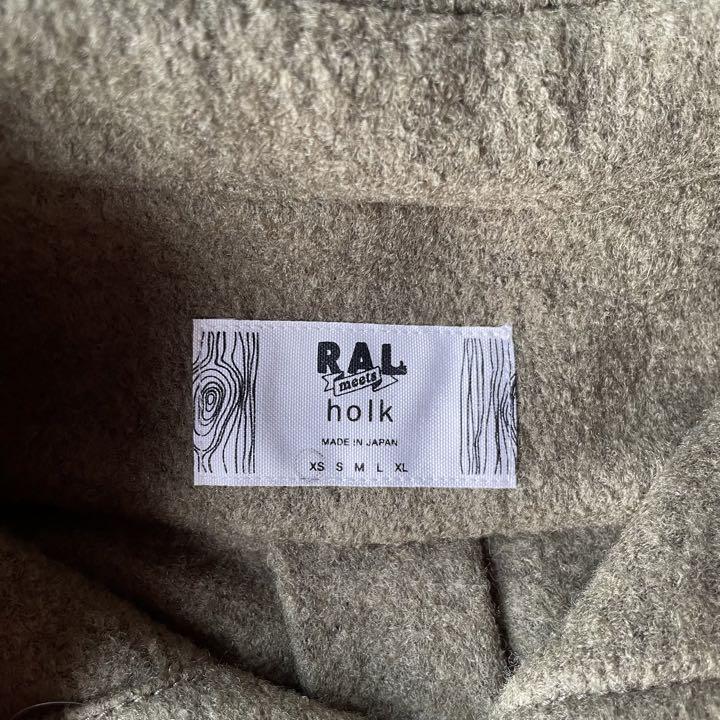 RAL
meets
holk
MADE IN JAPAN
XS S M L XL